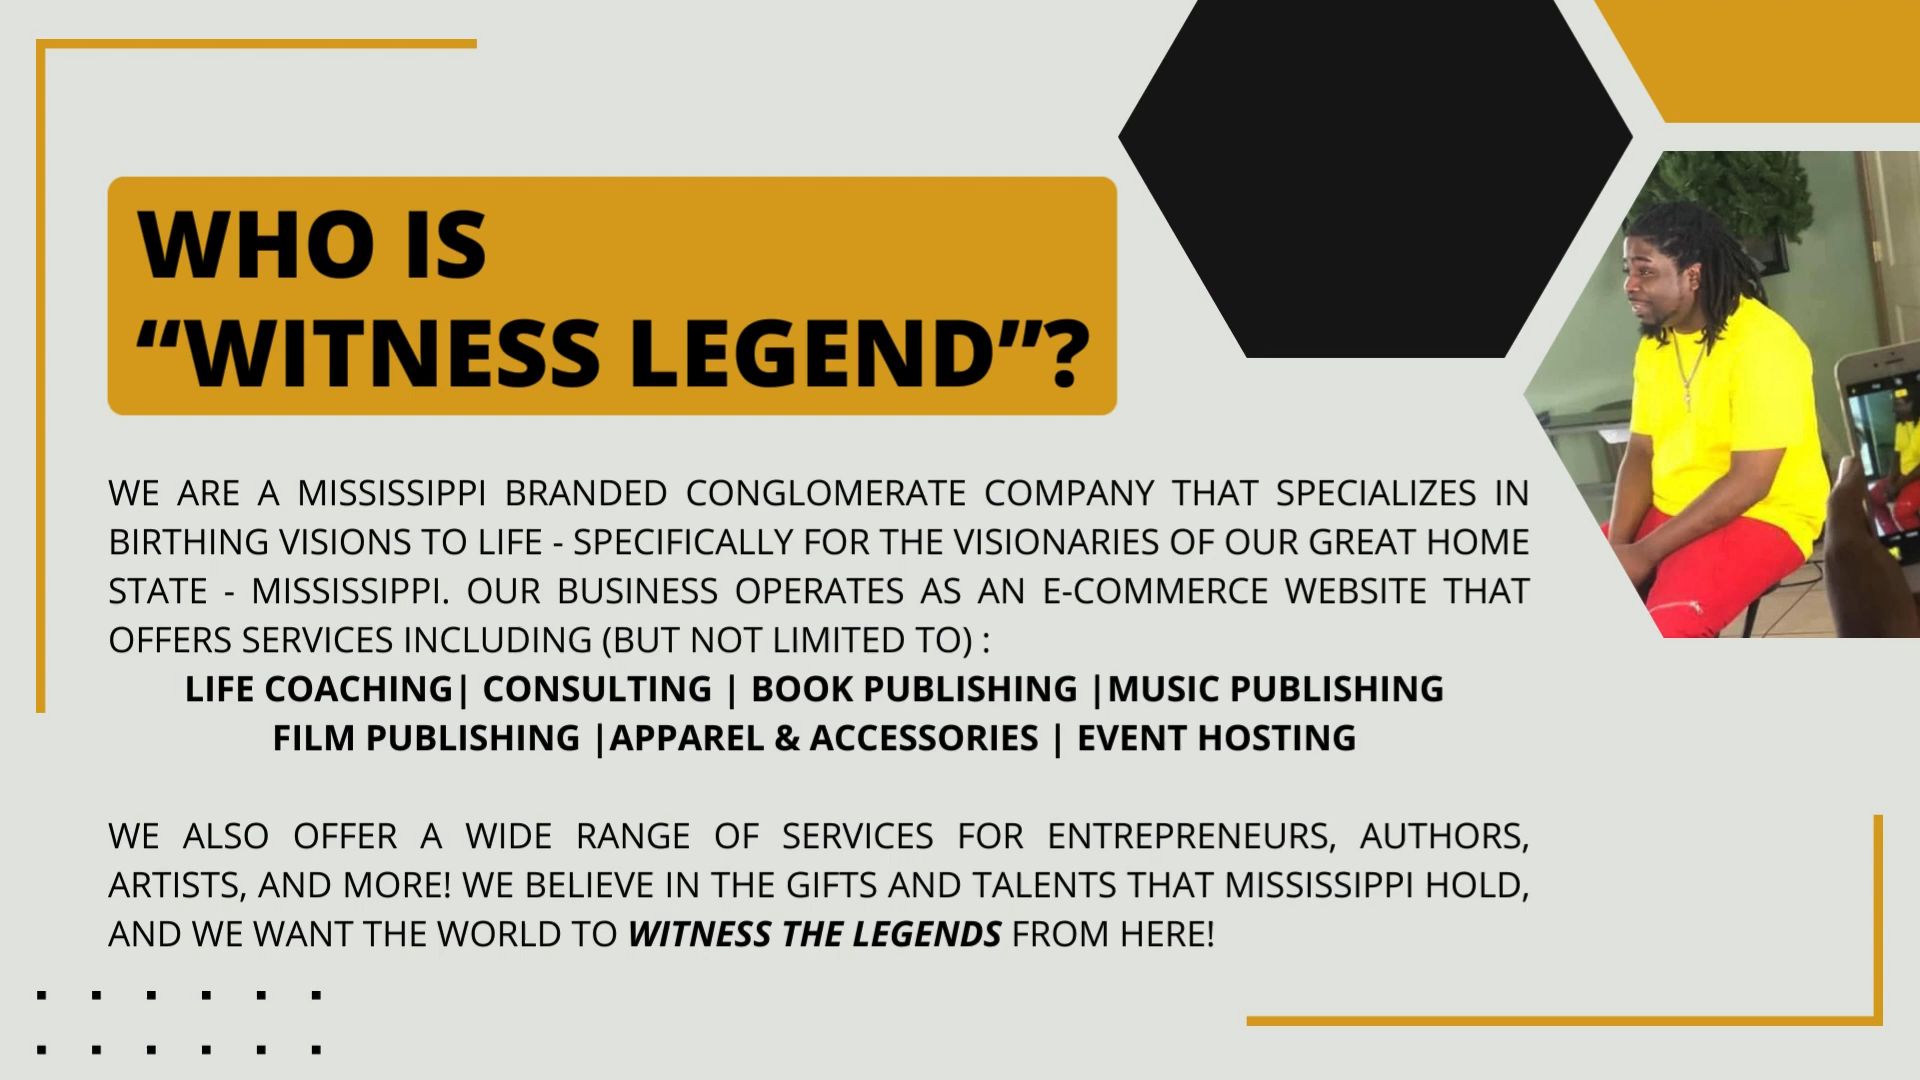 WHO IS
“WITNESS LEGEND”?
WE ARE A MISSISSIPPI BRANDED CONGLOMERATE COMPANY THAT SPECIALIZES IN
BIRTHING VISIONS TO LIFE - SPECIFICALLY FOR THE VISIONARIES OF OUR GREAT HOME
STATE - MISSISSIPPI. OUR BUSINESS OPERATES AS AN E-COMMERCE WEBSITE THAT
OFFERS SERVICES INCLUDING (BUT NOT LIMITED TO) :
LIFE COACHING| CONSULTING | BOOK PUBLISHING |MUSIC PUBLISHING
FILM PUBLISHING |APPAREL & ACCESSORIES | EVENT HOSTING
WE ALSO OFFER A WIDE RANGE OF SERVICES FOR ENTREPRENEURS, AUTHORS,
ARTISTS, AND MORE! WE BELIEVE IN THE GIFTS AND TALENTS THAT MISSISSIPPI HOLD,
AND WE WANT THE WORLD TO WITNESS THE LEGENDS FROM HERE!